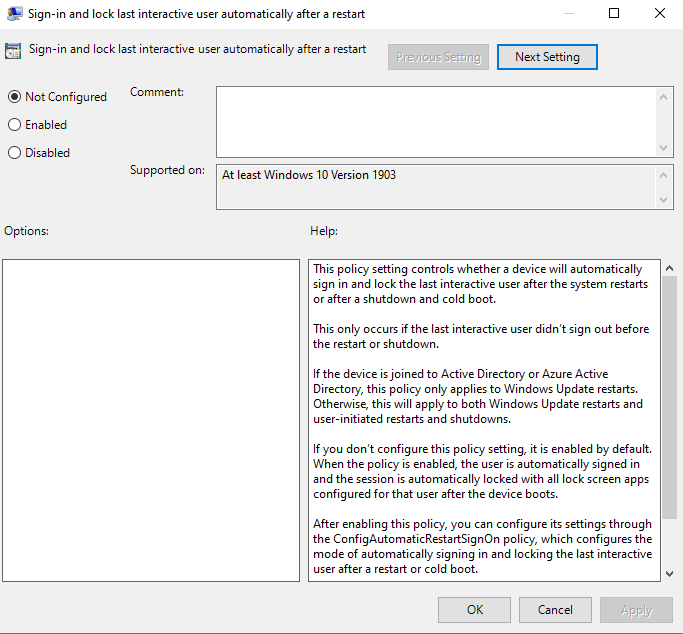 Sign-in and lock last interactive user automatically after a restart
Sign-in and lock last interactive user automatically after a restart
Previous Setting
Next Setting
Not Configured
Enabled
Disabled
Comment:
Supported on:
At least Windows 10 Version 1903
Options:
Help:
This policy setting controls whether a device will automatically
sign in and lock the last interactive user after the system restarts
or after a shutdown and cold boot.
This only occurs if the last interactive user didn't sign out before
the restart or shutdown.
If the device is joined to Active Directory or Azure Active
Directory, this policy only applies to Windows Update restarts.
Otherwise, this will apply to both Windows Update restarts and
user-initiated restarts and shutdowns.
If you don't configure this policy setting, it is enabled by default.
When the policy is enabled, the user is automatically signed in
and the session is automatically locked with all lock screen apps
configured for that user after the device boots.
After enabling this policy, you can configure its settings through
the ConfigAutomaticRestartSignOn policy, which configures the
mode of automatically signing in and locking the last interactive
user after a restart or cold boot.
OK
Cancel
Apply